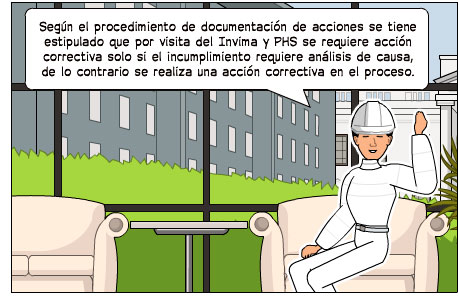 Según el procedimiento de documentación de acciones se tiene
estipulado que por visita del Invima y PHS se requiere acción
correctiva solo si el incumplimiento requiere análisis de causa,
de lo contrario se realiza una acción correctiva en el proceso.